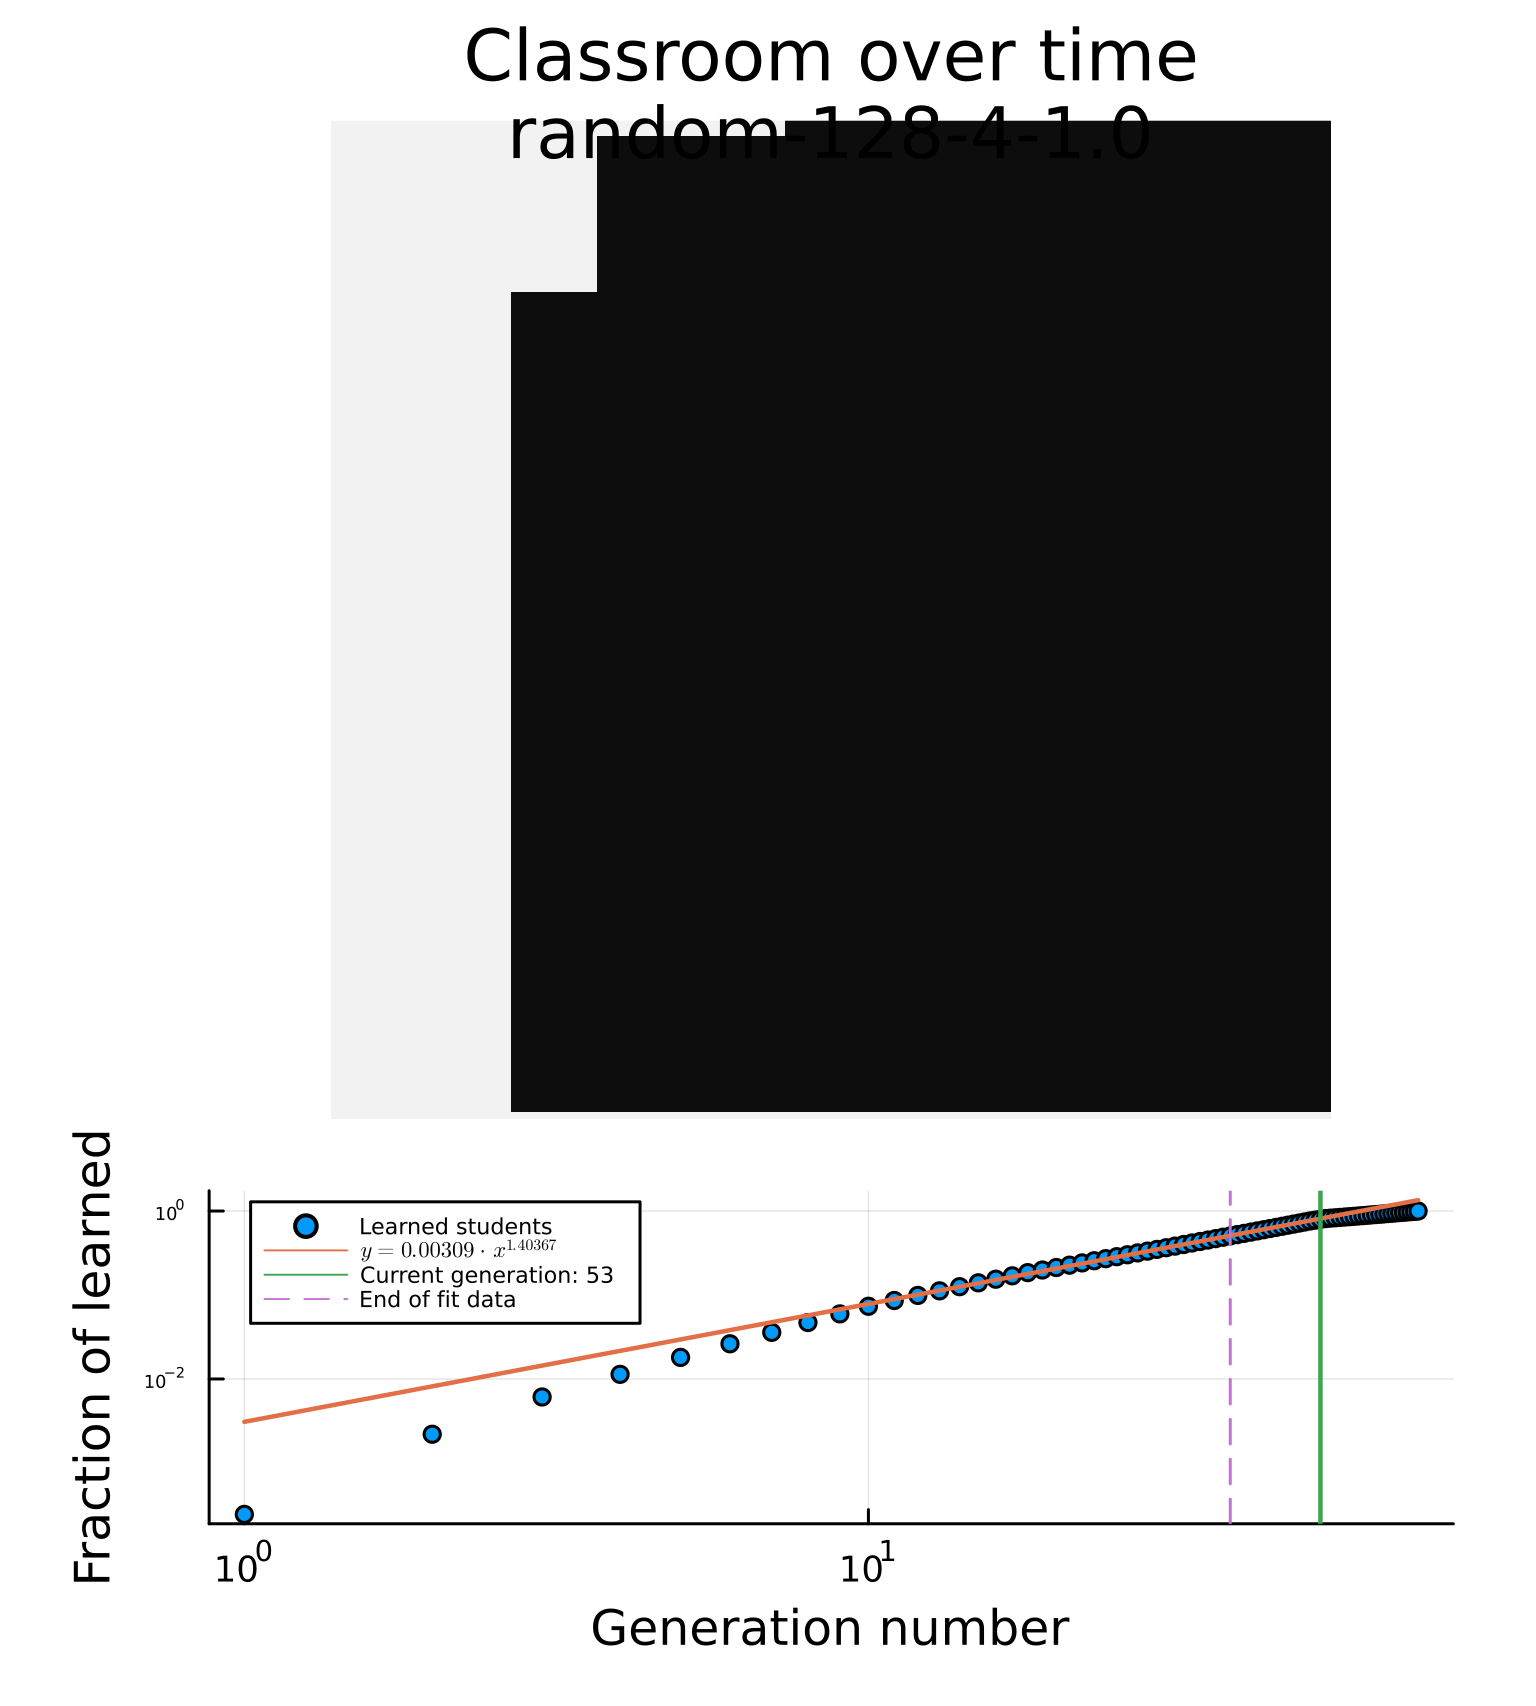 Classroom over time
random-128-4-1.0
Fraction of learned
10⁰
10⁻²
Learned students
y = 0.00309 · x^1.40367
Current generation: 53
End of fit data
10⁰
10¹
Generation number